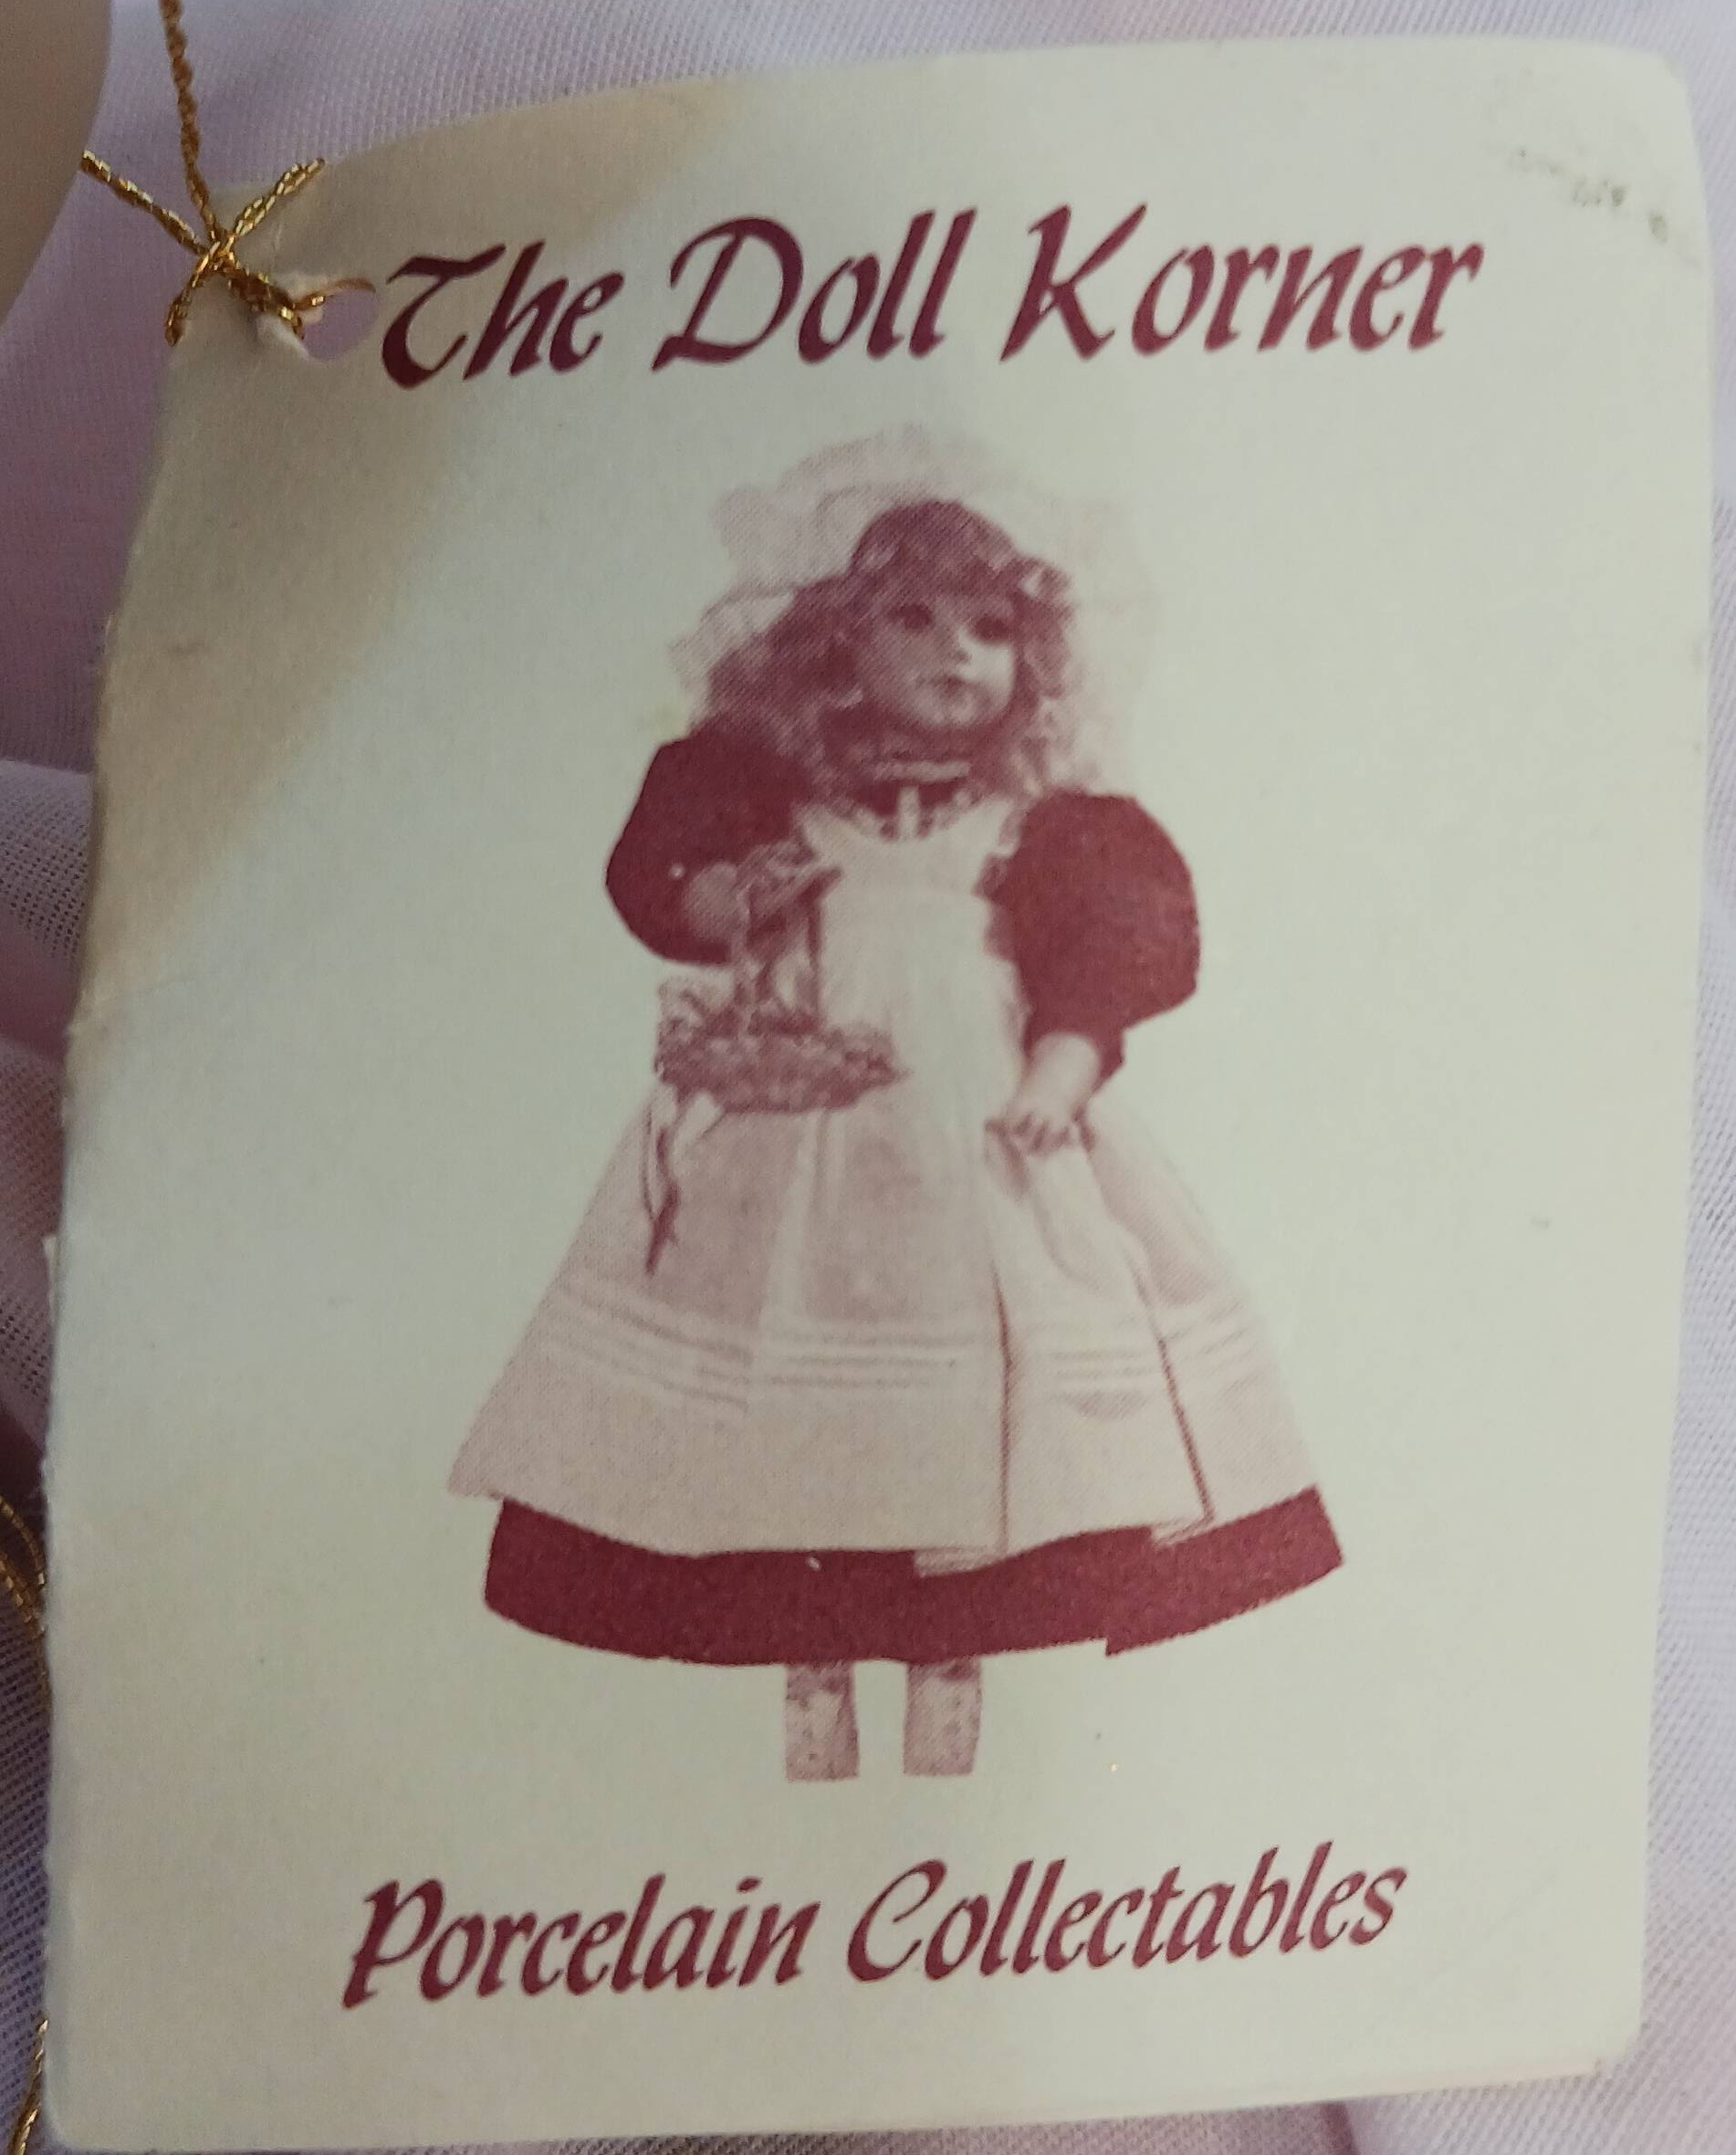 The Doll Korner
Porcelain Collectables